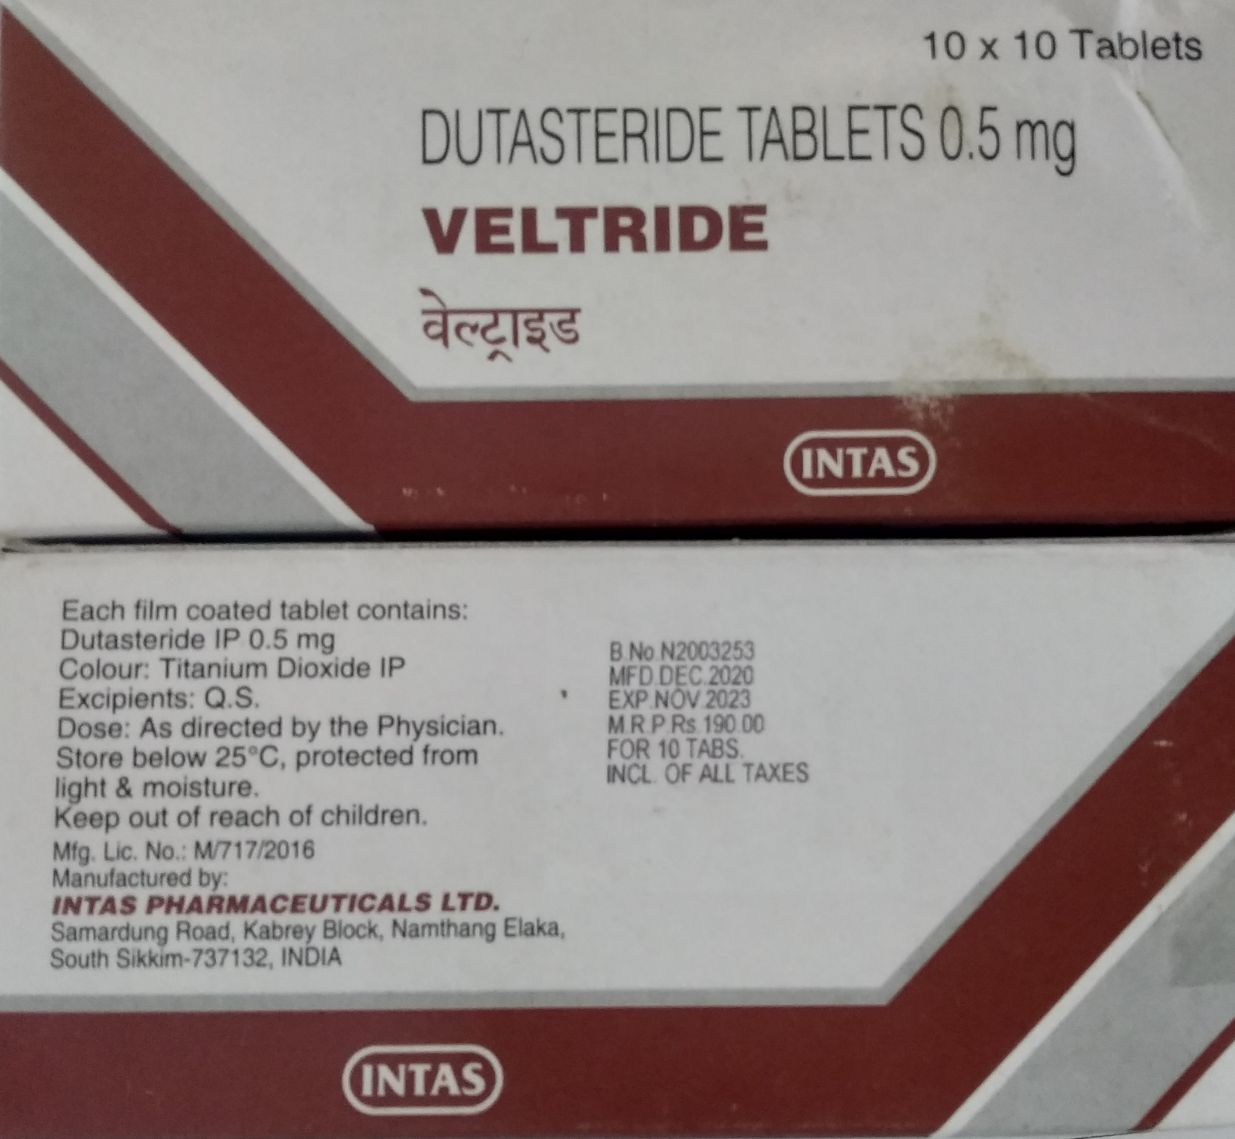 10 x 10 Tablets
DUTASTERIDE TABLETS 0.5 mg
VELTRIDE
वेल्ट्राइड
INTAS
Each film coated tablet contains:
Dutasteride IP 0.5 mg
Colour: Titanium Dioxide IP
Excipients: Q.S.
Dose: As directed by the Physician.
Store below 25°C, protected from
light & moisture.
Keep out of reach of children.
Mfg. Lic. No.: M/717/2016
Manufactured by:
INTAS PHARMACEUTICALS LTD.
Samardung Road, Kabrey Block, Namthang Elaka,
South Sikkim-737132, INDIA
B.No.N2003253
MFD.DEC.2020
EXP.NOV.2023
M.R.P.Rs.190.00
FOR 10 TABS.
INCL. OF ALL TAXES
INTAS